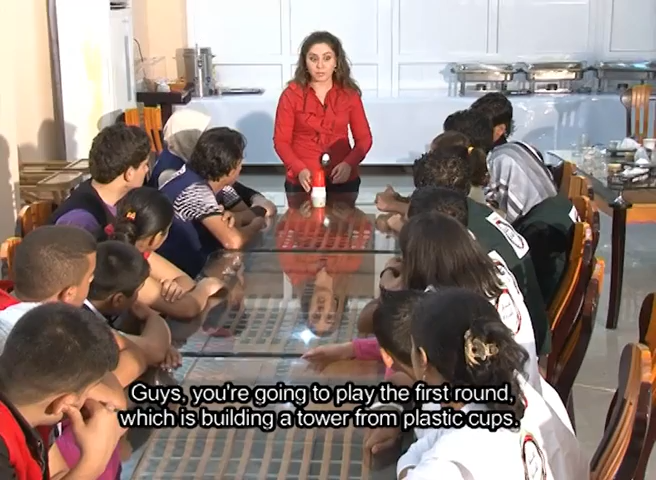 Guys, you're going to play the first round,
which is building a tower from plastic cups.